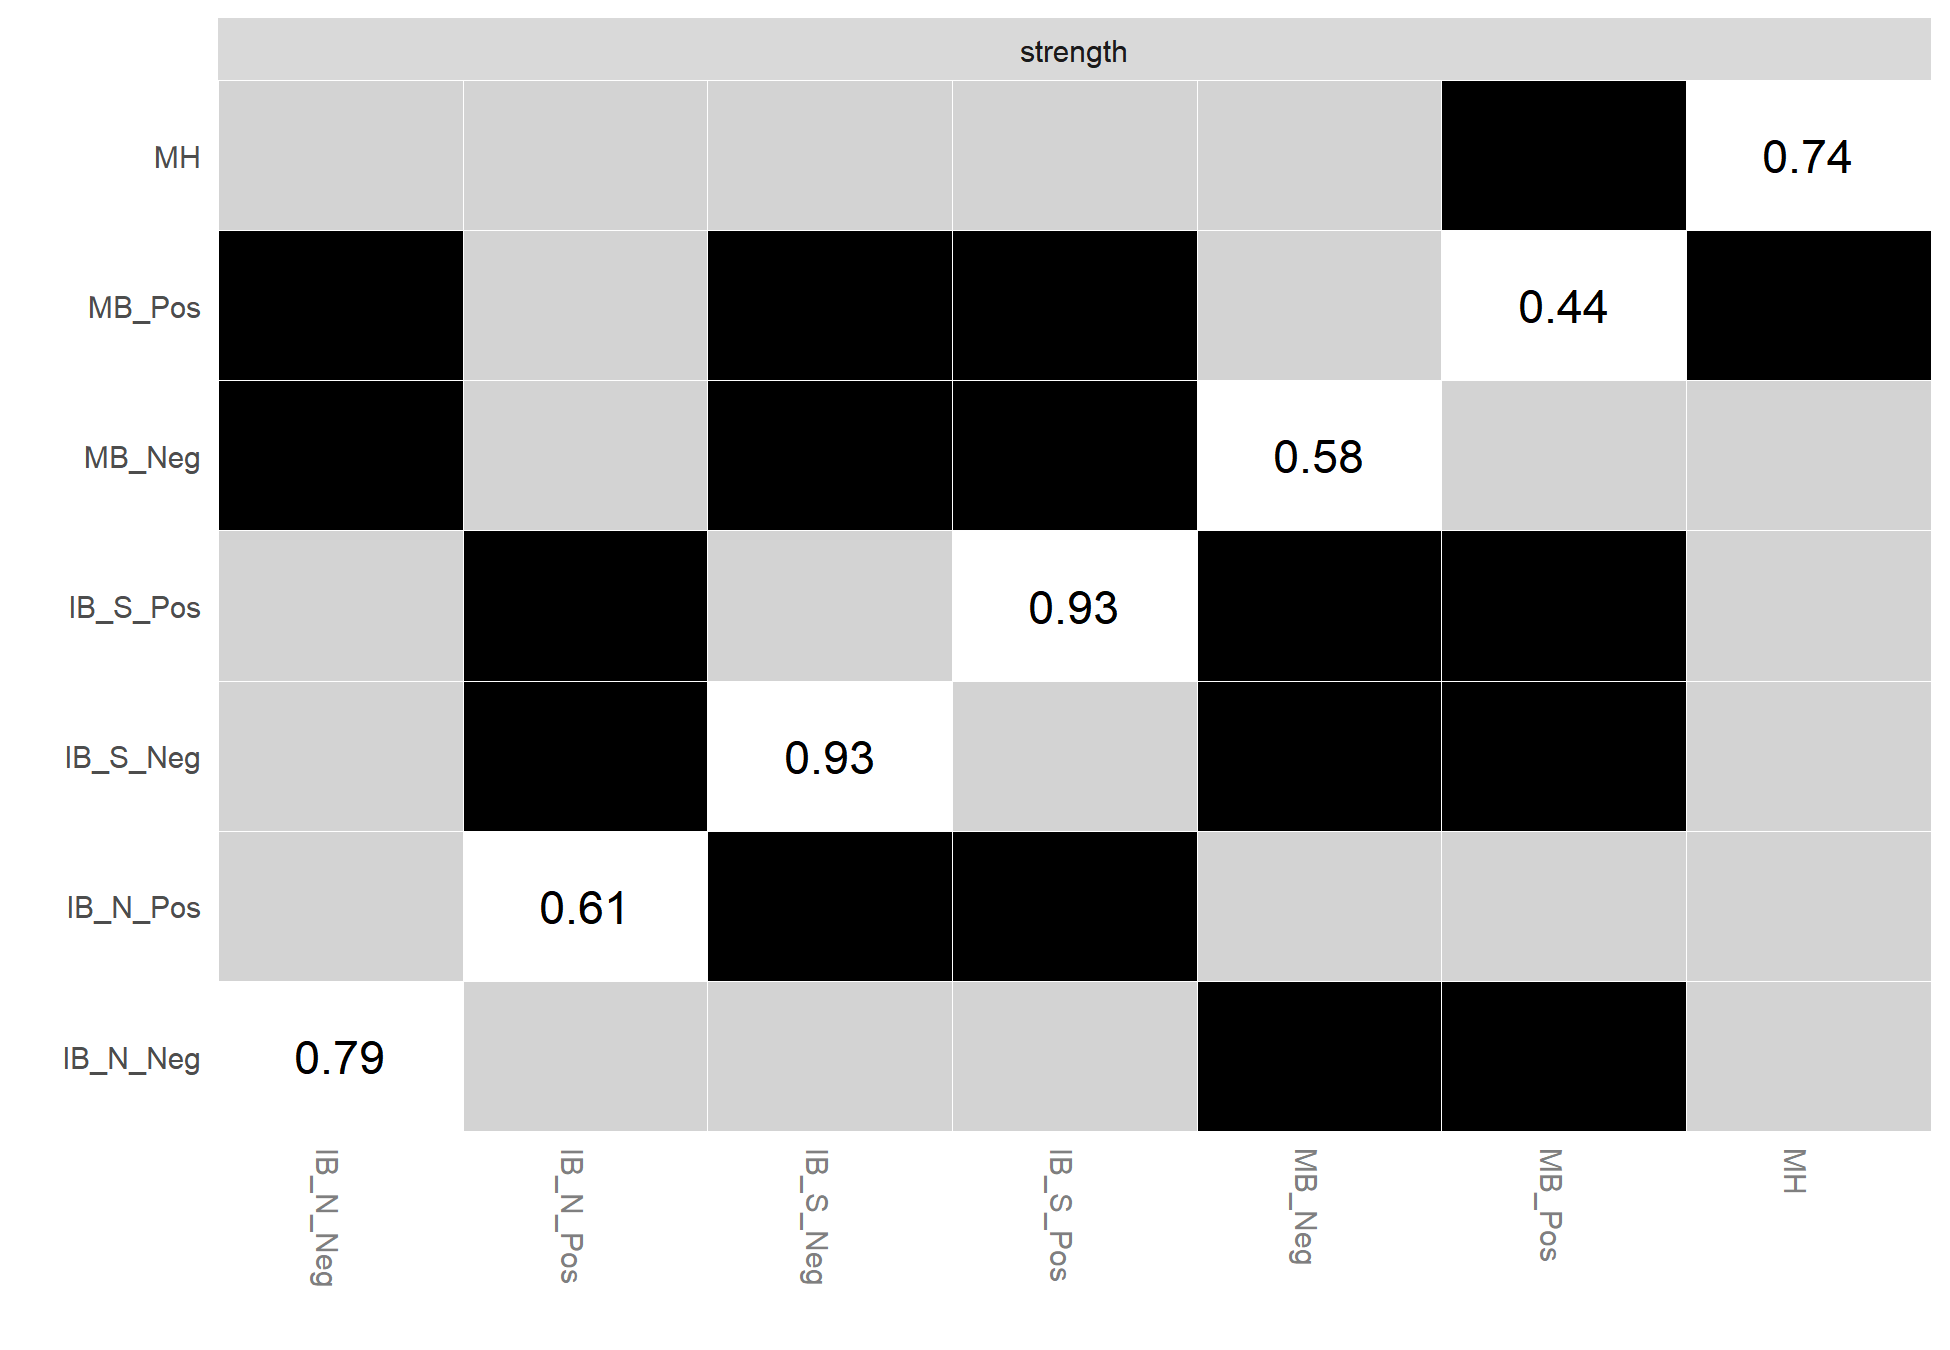 strength
MH 0.74
MB_Pos 0.44
MB_Neg 0.58
IB_S_Pos 0.93
IB_S_Neg 0.93
IB_N_Pos 0.61
IB_N_Neg 0.79
IB_N_Neg IB_N_Pos IB_S_Neg IB_S_Pos MB_Neg MB_Pos MH